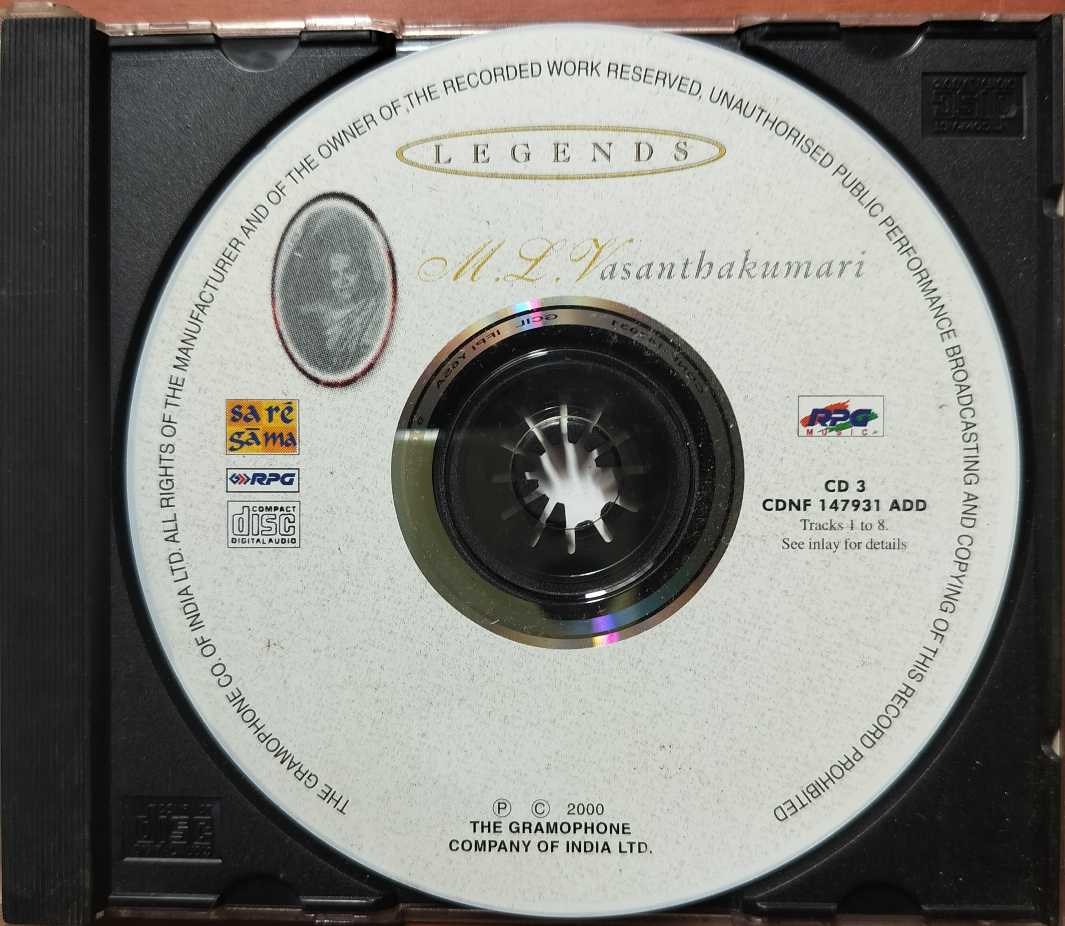 THE GRAMOPHONE CO. OF INDIA LTD. ALL RIGHTS OF THE MANUFACTURER AND OF THE OWNER OF THE RECORDED WORK RESERVED, UNAUTHORISED PUBLIC PERFORMANCE BROADCASTING AND COPYING OF THIS RECORD PROHIBITED
LEGENDS
M.L.Vasanthakumari
sa rē
gāma
RPG
COMPACT
disc
DIGITAL AUDIO
RPG
MUSIC
CD 3
CDNF 147931 ADD
Tracks 1 to 8.
See inlay for details
Ⓟ © 2000
THE GRAMOPHONE
COMPANY OF INDIA LTD.